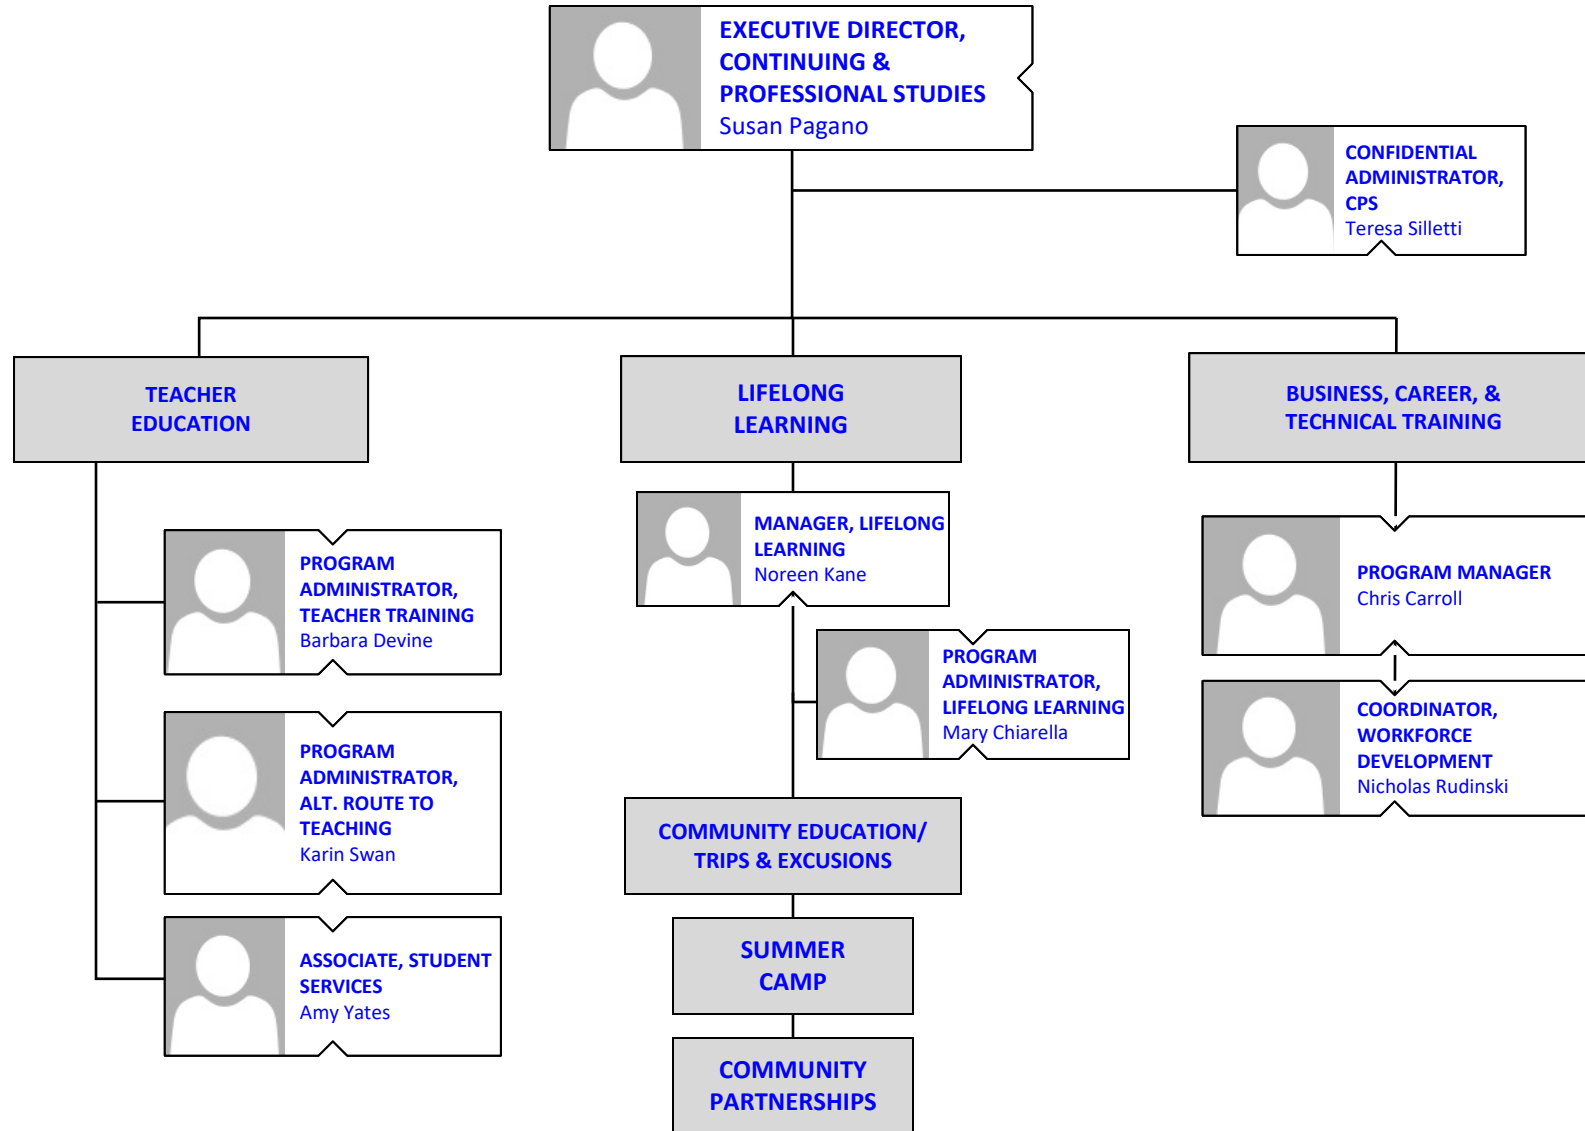 EXECUTIVE DIRECTOR,
CONTINUING &
PROFESSIONAL STUDIES
Susan Pagano
CONFIDENTIAL
ADMINISTRATOR,
CPS
Teresa Silletti
TEACHER
EDUCATION
LIFELONG
LEARNING
BUSINESS, CAREER, &
TECHNICAL TRAINING
PROGRAM
ADMINISTRATOR,
TEACHER TRAINING
Barbara Devine
PROGRAM
ADMINISTRATOR,
ALT. ROUTE TO
TEACHING
Karin Swan
ASSOCIATE, STUDENT
SERVICES
Amy Yates
MANAGER, LIFELONG
LEARNING
Noreen Kane
PROGRAM
ADMINISTRATOR,
LIFELONG LEARNING
Mary Chiarella
COMMUNITY EDUCATION/
TRIPS & EXCUSIONS
SUMMER
CAMP
COMMUNITY
PARTNERSHIPS
PROGRAM MANAGER
Chris Carroll
COORDINATOR,
WORKFORCE
DEVELOPMENT
Nicholas Rudinski